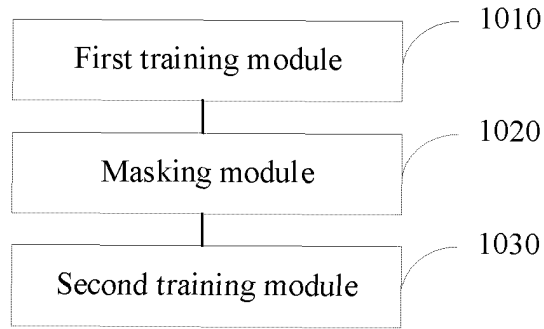 1010
First training module
1020
Masking module
1030
Second training module